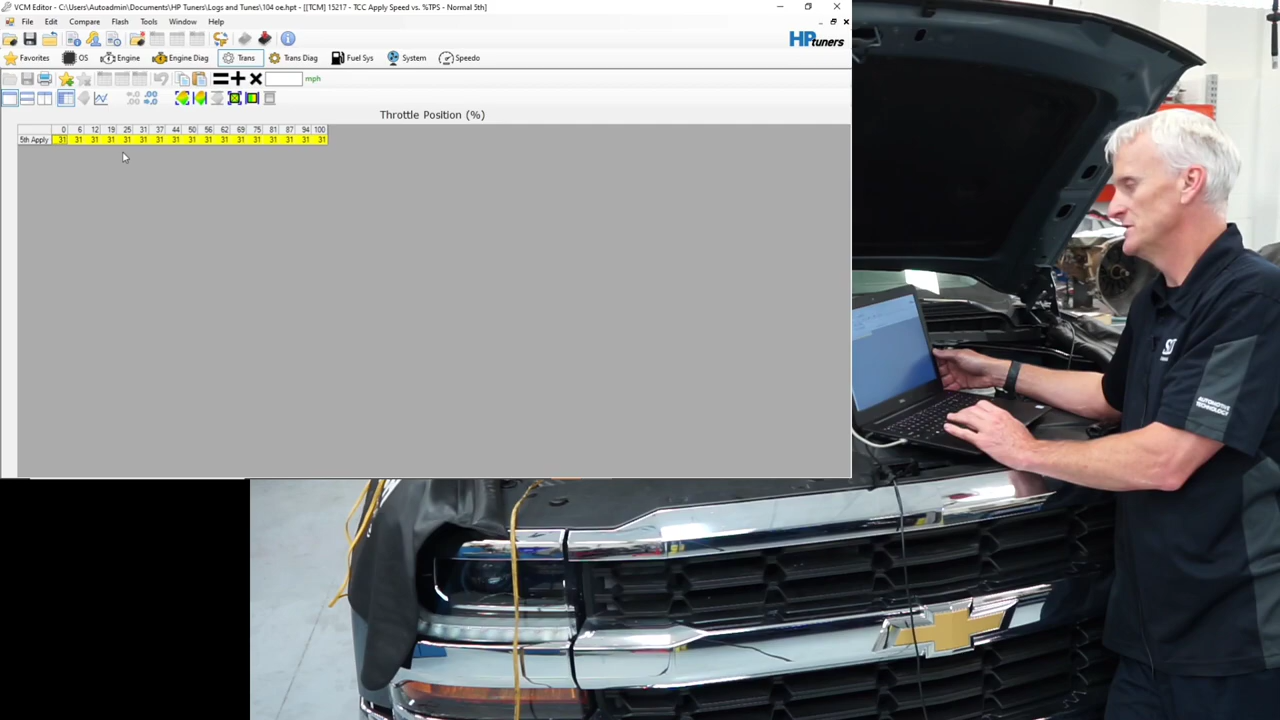 VCM Editor - C:\Users\Autoadmin\Documents\HP Tuners\Logs and Tunes\104 oe.hpt - [[TCM] 15217 - TCC Apply Speed vs. %TPS - Normal 5th]
File Edit Compare Flash Tools Window Help
HPtuners
Favorites OS Engine Engine Diag Trans Trans Diag Fuel Sys System Speedo
mph
Throttle Position (%)
0 6 12 19 25 31 37 44 50 56 62 69 75 81 87 94 100
5th Apply 31 31 31 31 31 31 31 31 31 31 31 31 31 31 31 31 31
AUTOMOTIVE
TECHNOLOGY